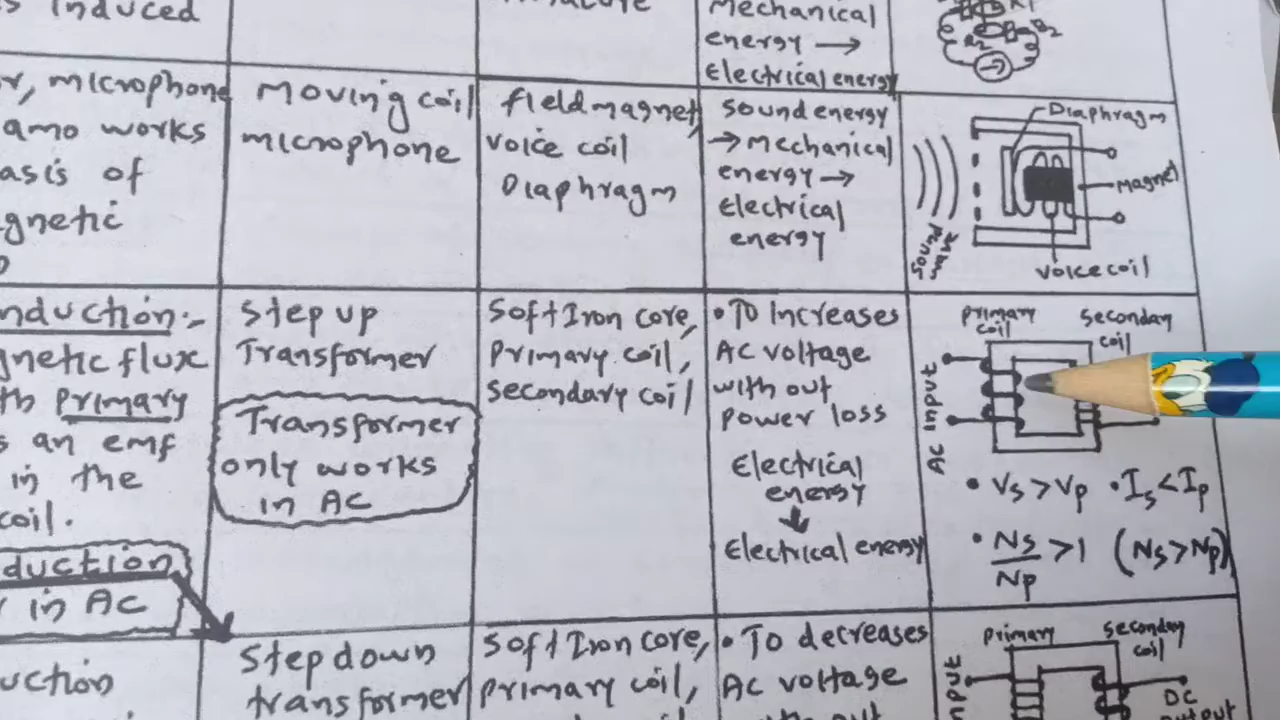 induced
Mechanical
energy →
Electrical energy
microphone
amo works
asis of
gnetic
Moving coil
microphone
field magnet,
voice coil
Diaphragm
Sound energy
→ Mechanical
energy →
Electrical
energy
Diaphragm
Magnet
voice coil
sound
wave
nduction:-
gnetic flux
th primary
s an emf
in the
coil.
duction
in AC
Step up
Transformer
Transformer
only works
in AC
Soft Iron core,
primary coil,
secondary coil
• To Increases
AC voltage
with out
power loss
Electrical
energy
↓
Electrical energy
primary
coil
seconday
coil
AC Input
• Vs > Vp • Is < Ip
• Ns/Np > 1 (Ns > Np)
uction
Step down
transformer
Soft Iron core,
primary coil,
• To decreases
AC voltage
primary
seconday
coil
nput
DC